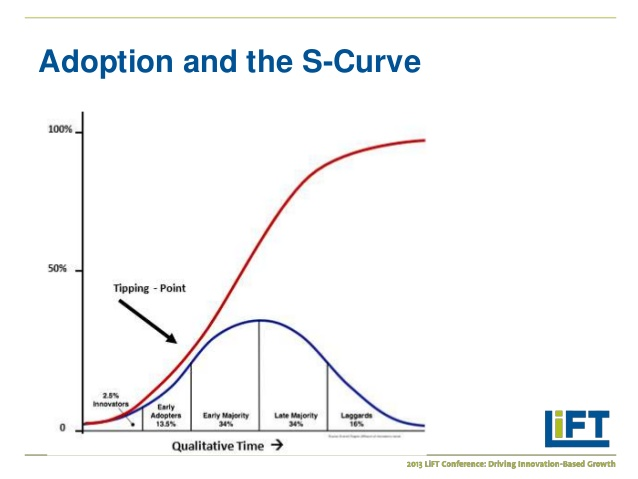 Adoption and the S-Curve
100%
50%
Tipping - Point
2.5%
Innovators
Early
Adopters
13.5%
Early Majority
34%
Late Majority
34%
Laggards
16%
0
Qualitative Time →
LiFT
2013 LiFT Conference: Driving Innovation-Based Growth